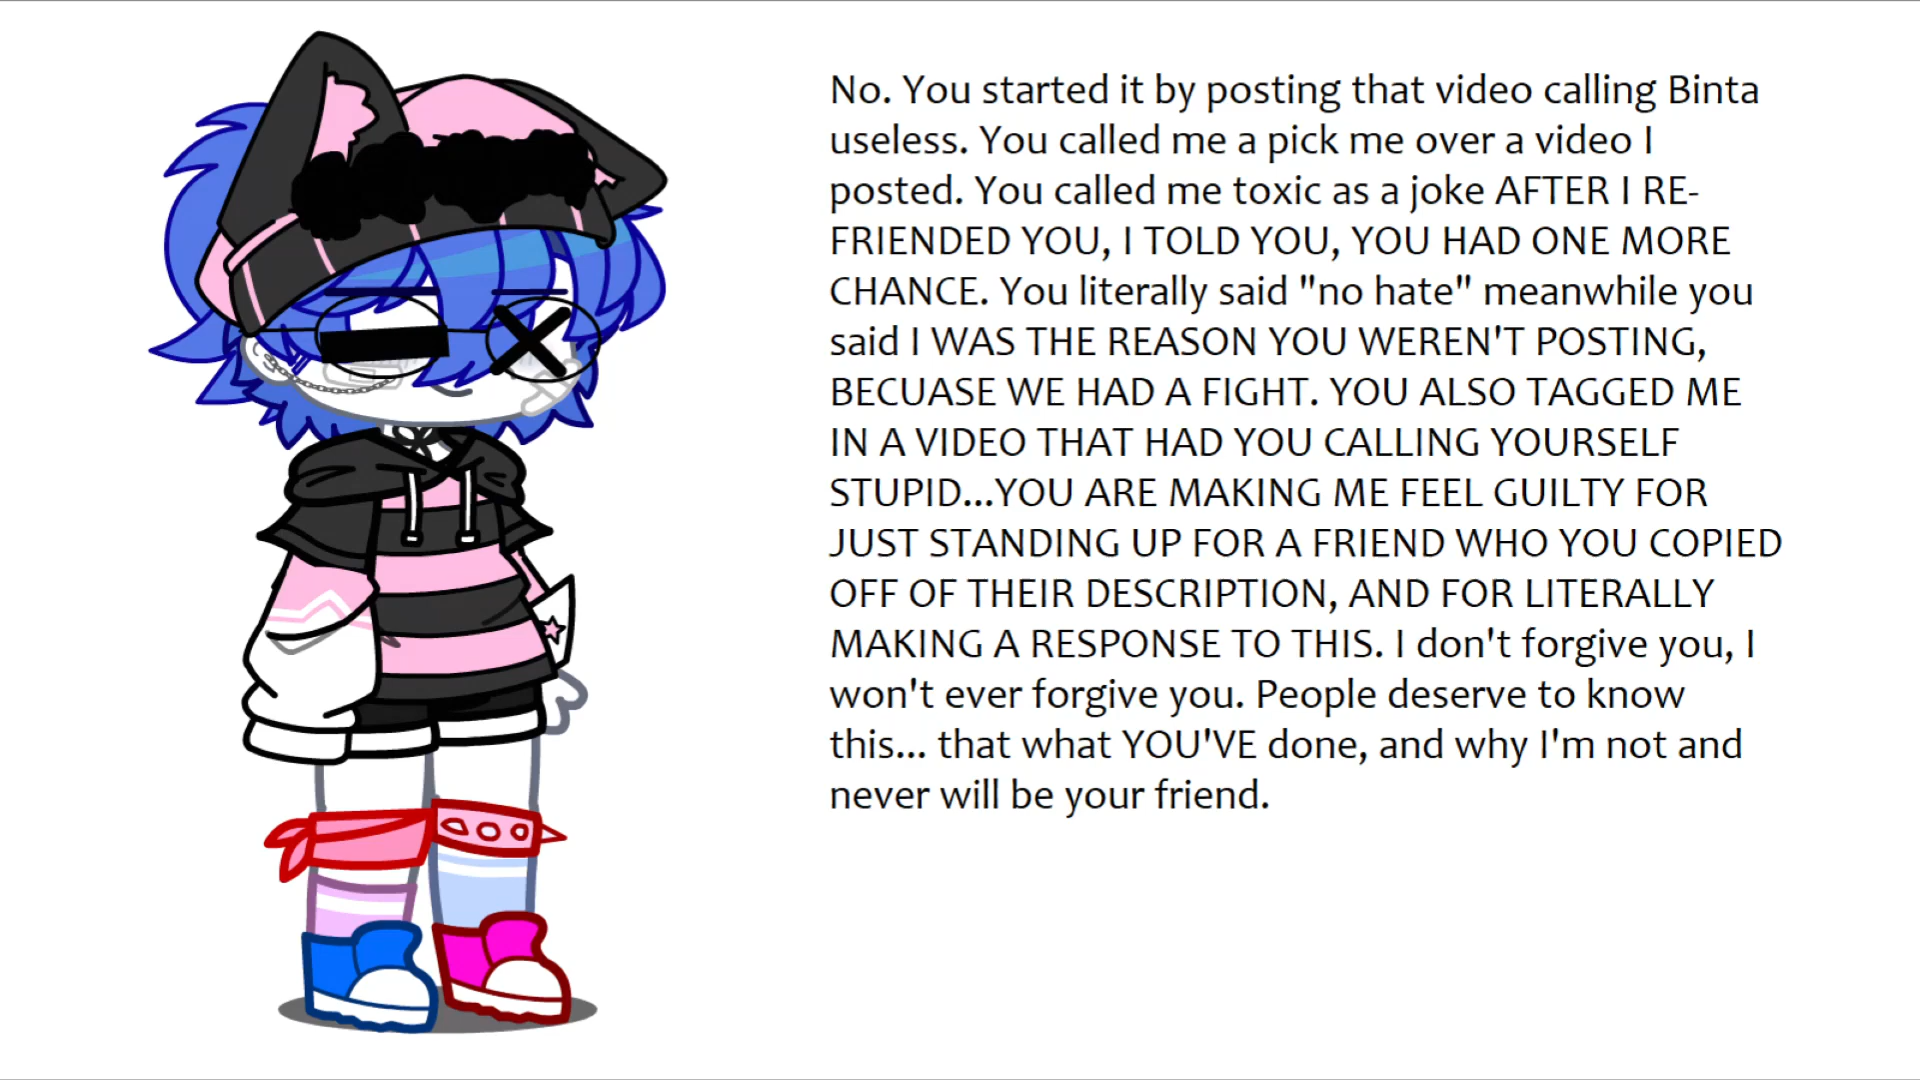 No. You started it by posting that video calling Binta
useless. You called me a pick me over a video I
posted. You called me toxic as a joke AFTER I RE-
FRIENDED YOU, I TOLD YOU, YOU HAD ONE MORE
CHANCE. You literally said "no hate" meanwhile you
said I WAS THE REASON YOU WEREN'T POSTING,
BECUASE WE HAD A FIGHT. YOU ALSO TAGGED ME
IN A VIDEO THAT HAD YOU CALLING YOURSELF
STUPID...YOU ARE MAKING ME FEEL GUILTY FOR
JUST STANDING UP FOR A FRIEND WHO YOU COPIED
OFF OF THEIR DESCRIPTION, AND FOR LITERALLY
MAKING A RESPONSE TO THIS. I don't forgive you, I
won't ever forgive you. People deserve to know
this... that what YOU'VE done, and why I'm not and
never will be your friend.